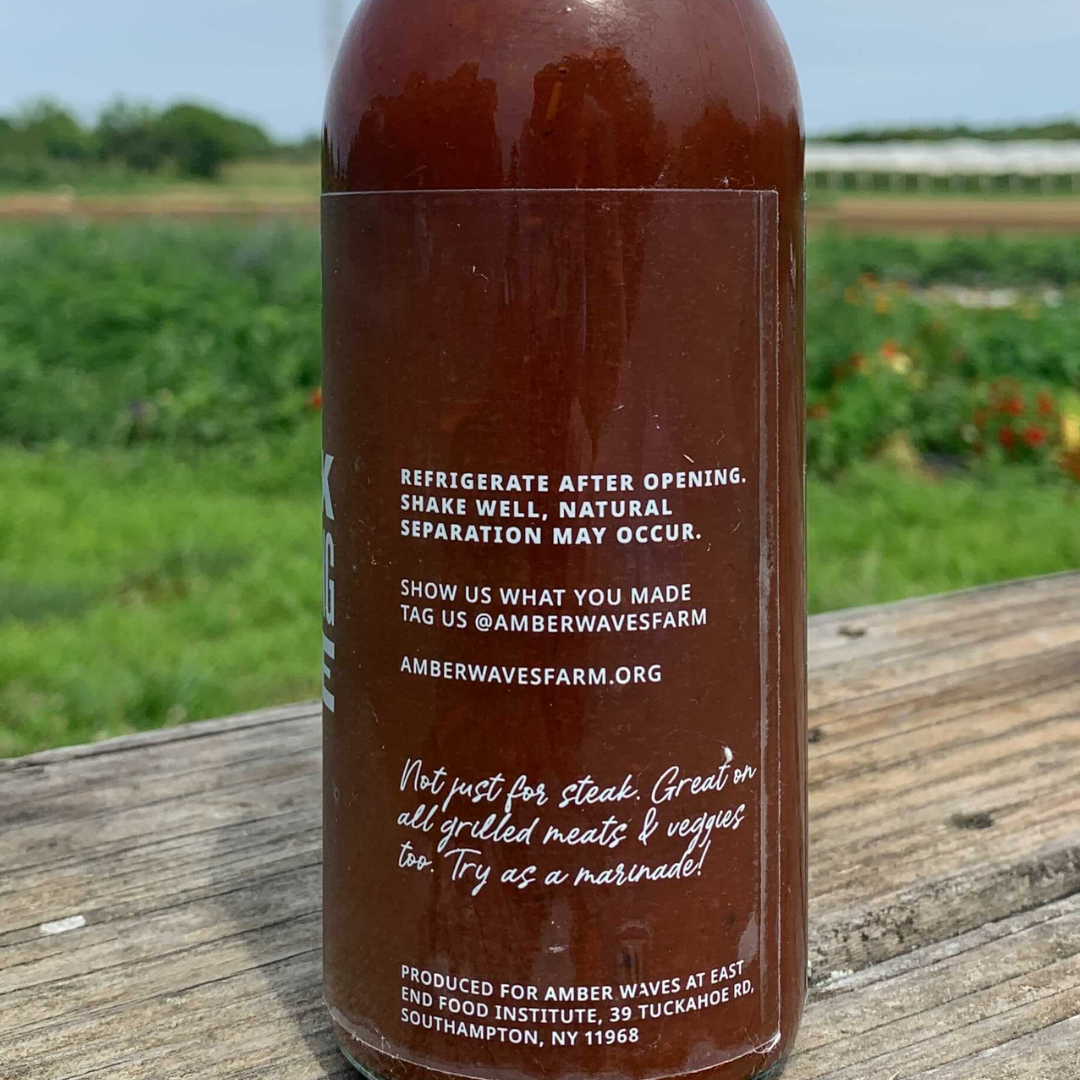 REFRIGERATE AFTER OPENING.
SHAKE WELL, NATURAL
SEPARATION MAY OCCUR.
SHOW US WHAT YOU MADE
TAG US @AMBERWAVESFARM
AMBERWAVESFARM.ORG
Not just for steak. Great on
all grilled meats & veggies
too. Try as a marinade!
PRODUCED FOR AMBER WAVES AT EAST
END FOOD INSTITUTE, 39 TUCKAHOE RD,
SOUTHAMPTON, NY 11968